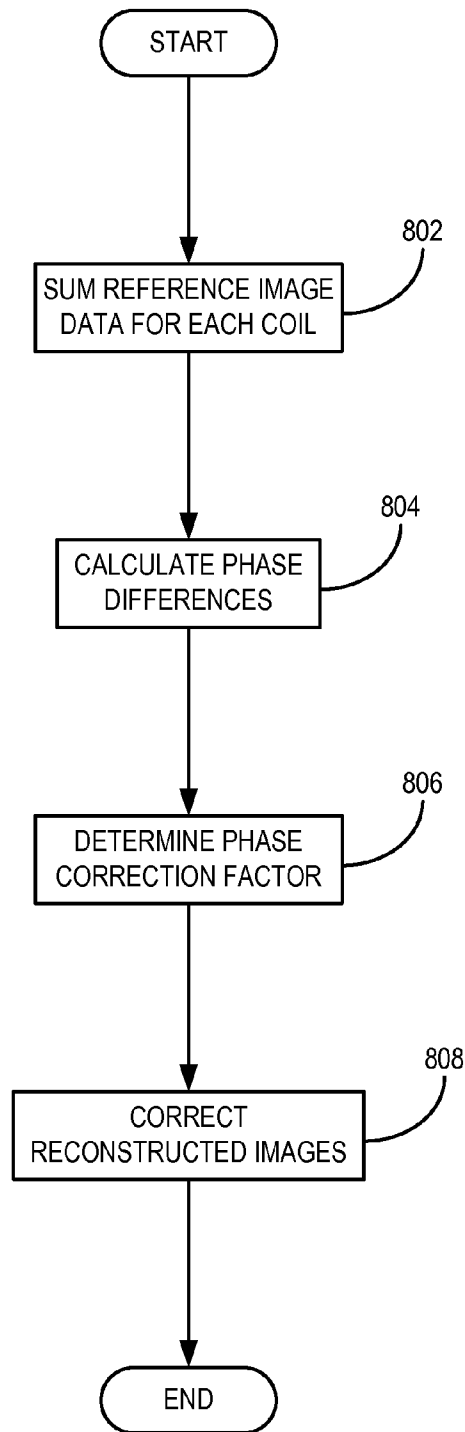 START
802
SUM REFERENCE IMAGE
DATA FOR EACH COIL
804
CALCULATE PHASE
DIFFERENCES
806
DETERMINE PHASE
CORRECTION FACTOR
808
CORRECT
RECONSTRUCTED IMAGES
END